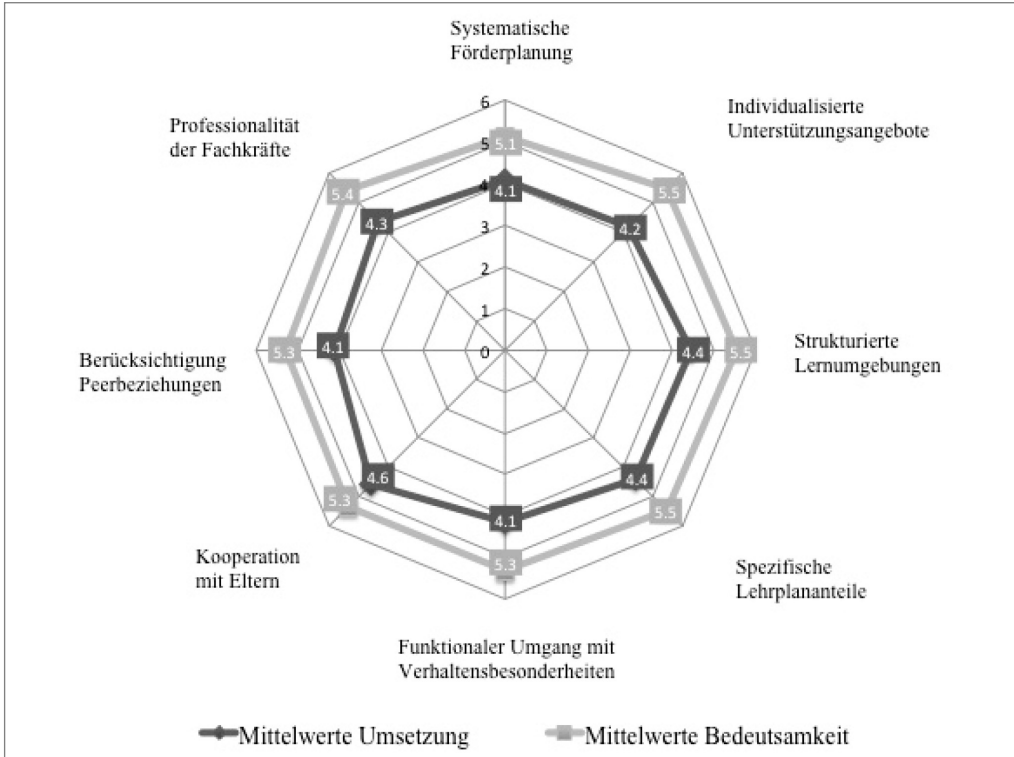 Systematische
Förderplanung
Individualisierte
Unterstützungsangebote
Professionalität
der Fachkräfte
6
5
4
3
2
1
0
5.1
4.1
5.5
4.2
5.4
4.3
Berücksichtigung
Peerbeziehungen
5.3
4.1
4.4
5.5
Strukturierte
Lernumgebungen
4.6
5.3
4.1
5.3
4.4
5.5
Kooperation
mit Eltern
Spezifische
Lehrplananteile
Funktionaler Umgang mit
Verhaltensbesonderheiten
Mittelwerte Umsetzung
Mittelwerte Bedeutsamkeit